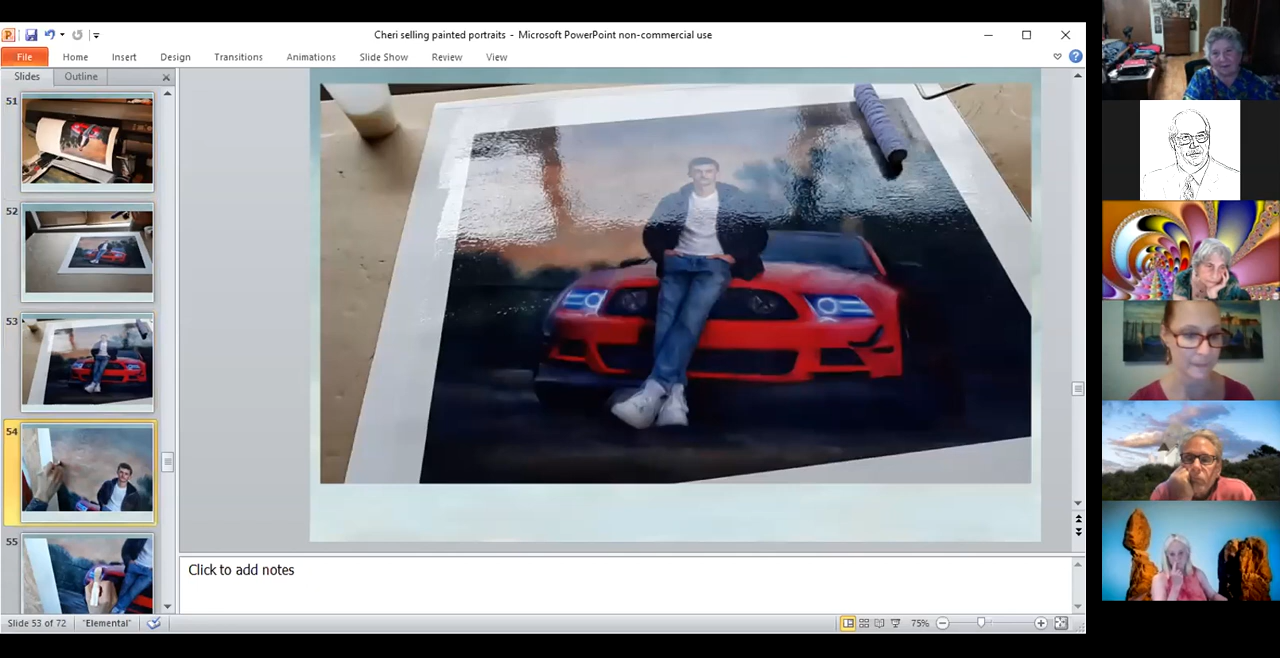 Cheri selling painted portraits - Microsoft PowerPoint non-commercial use
File Home Insert Design Transitions Animations Slide Show Review View
Slides Outline
51
52
53
54
55
Click to add notes
Slide 53 of 72 "Elemental" 75%